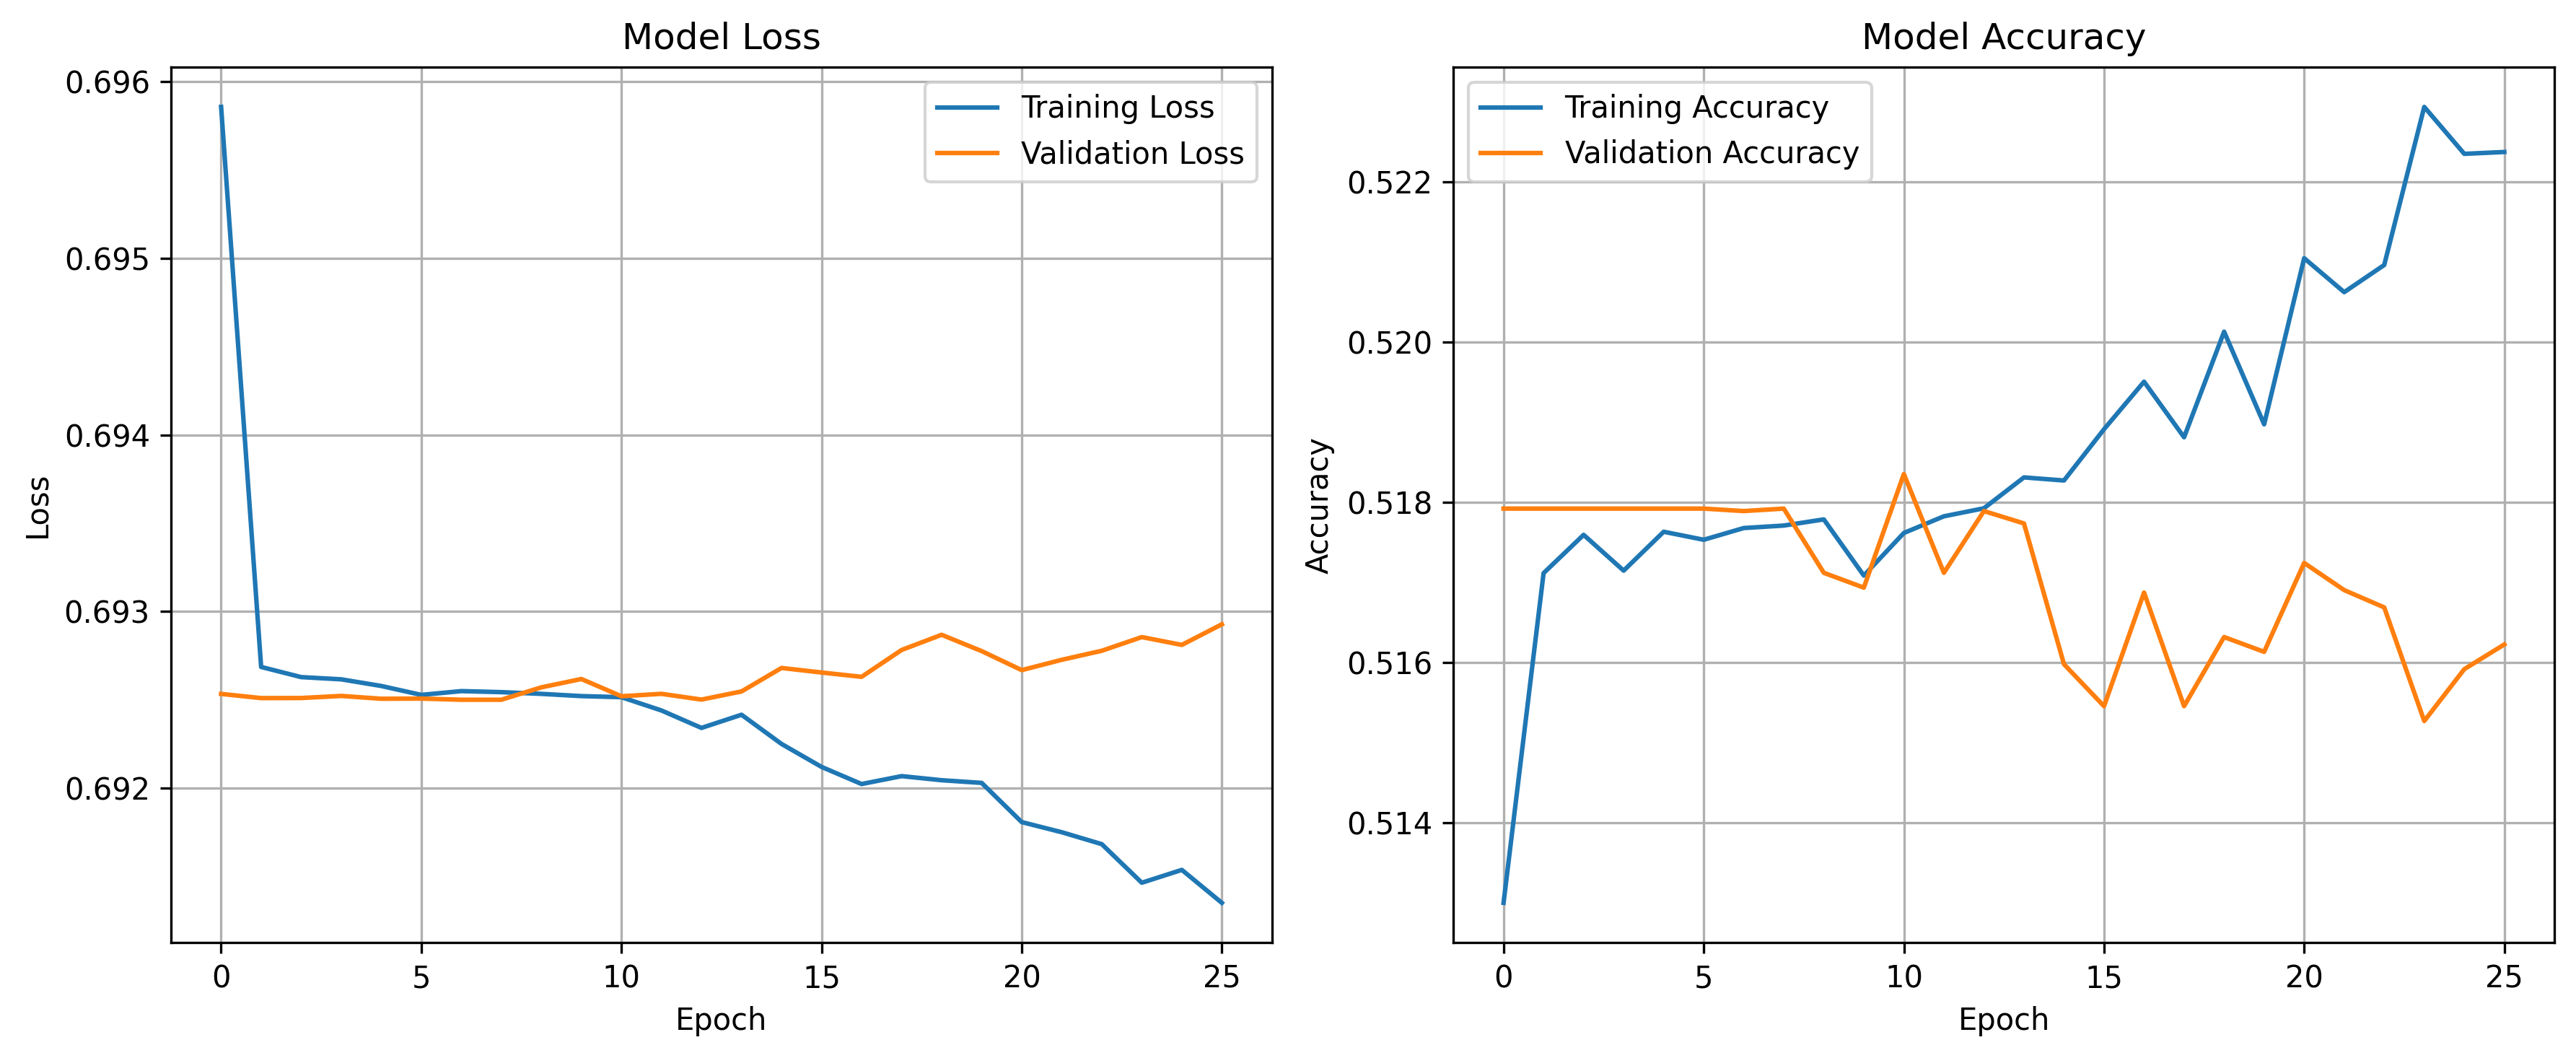 Model Loss
0.696
0.695
0.694
0.693
0.692
Loss
Training Loss
Validation Loss
0 5 10 15 20 25
Epoch
Model Accuracy
0.522
0.520
0.518
0.516
0.514
Accuracy
Training Accuracy
Validation Accuracy
0 5 10 15 20 25
Epoch